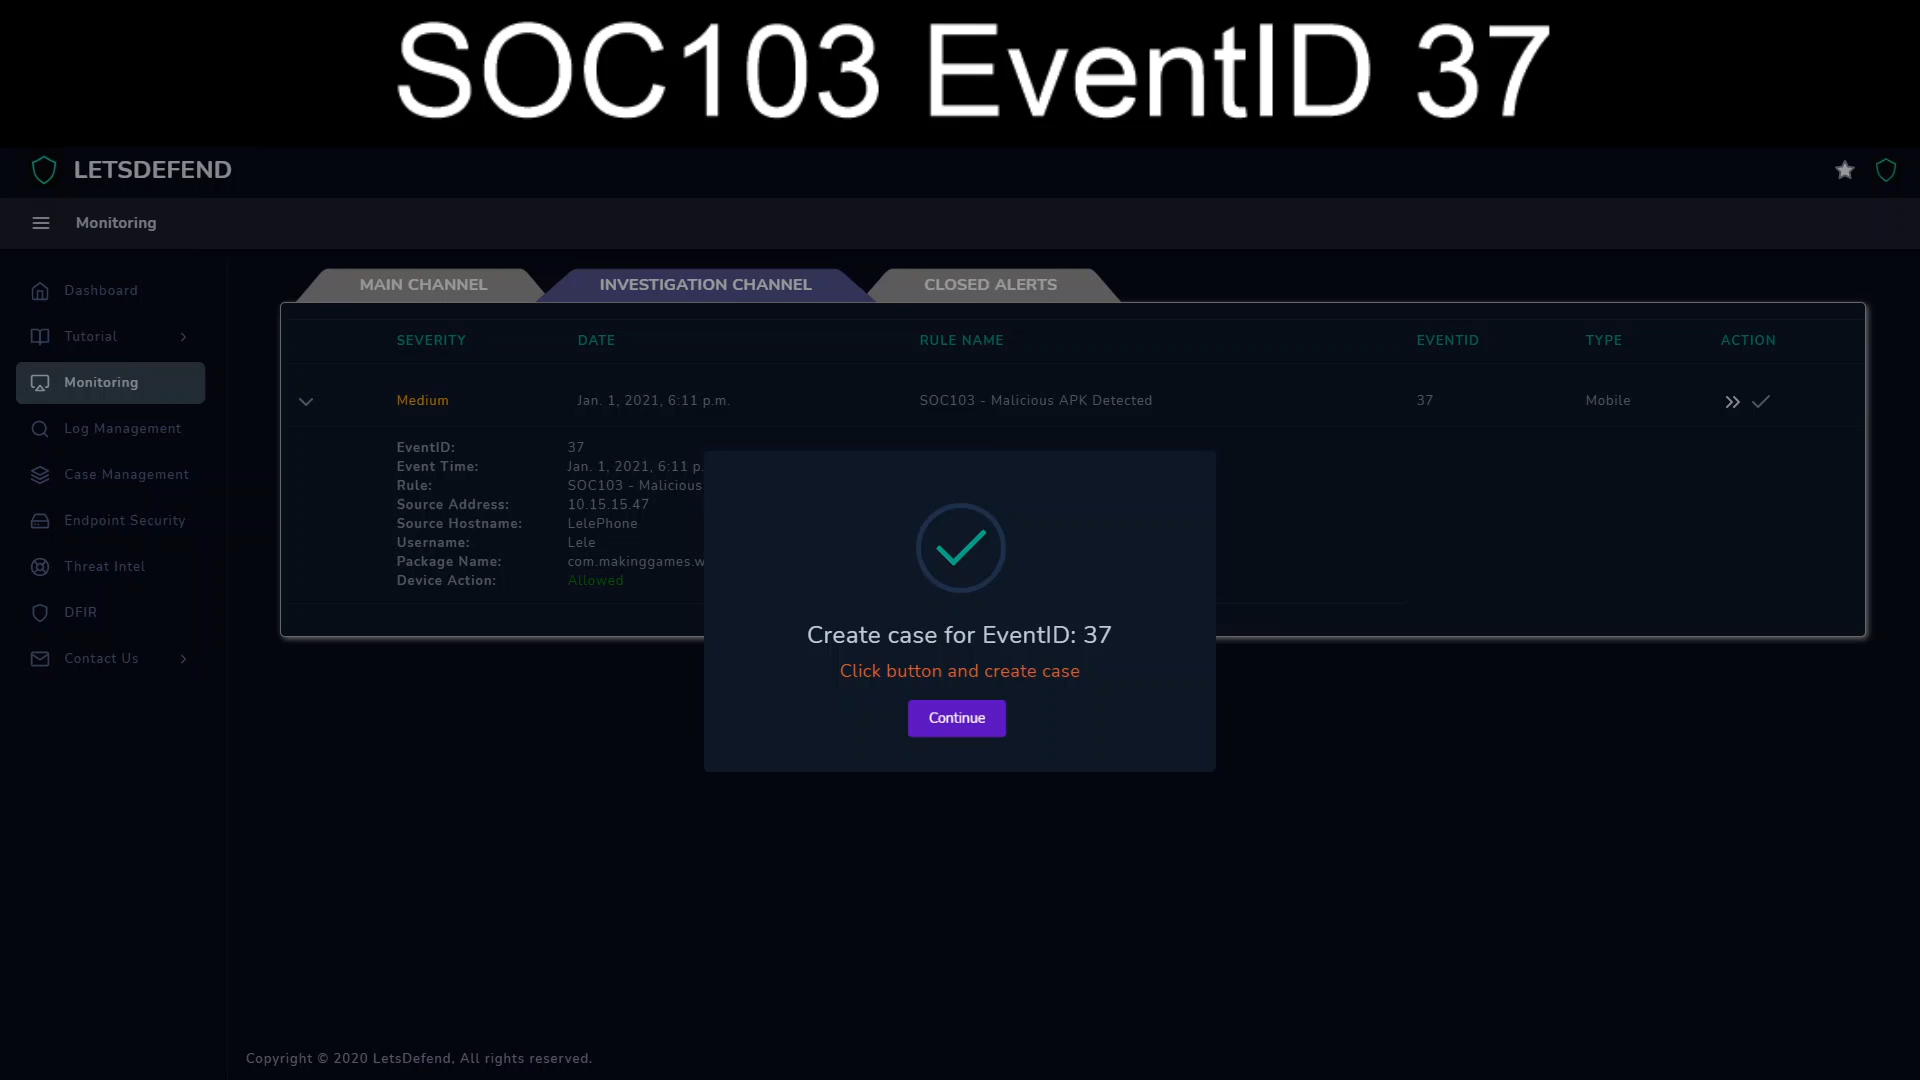 SOC103 EventID 37
LETSDEFEND
Monitoring
Dashboard
Tutorial
Monitoring
Log Management
Case Management
Endpoint Security
Threat Intel
DFIR
Contact Us
MAIN CHANNEL
INVESTIGATION CHANNEL
CLOSED ALERTS
SEVERITY DATE RULE NAME EVENTID TYPE ACTION
Medium Jan. 1, 2021, 6:11 p.m. SOC103 - Malicious APK Detected 37 Mobile
EventID: 37
Event Time: Jan. 1, 2021, 6:11 p.
Rule: SOC103 - Malicious
Source Address: 10.15.15.47
Source Hostname: LelePhone
Username: Lele
Package Name: com.makinggames.w
Device Action: Allowed
Create case for EventID: 37
Click button and create case
Continue
Copyright © 2020 LetsDefend, All rights reserved.